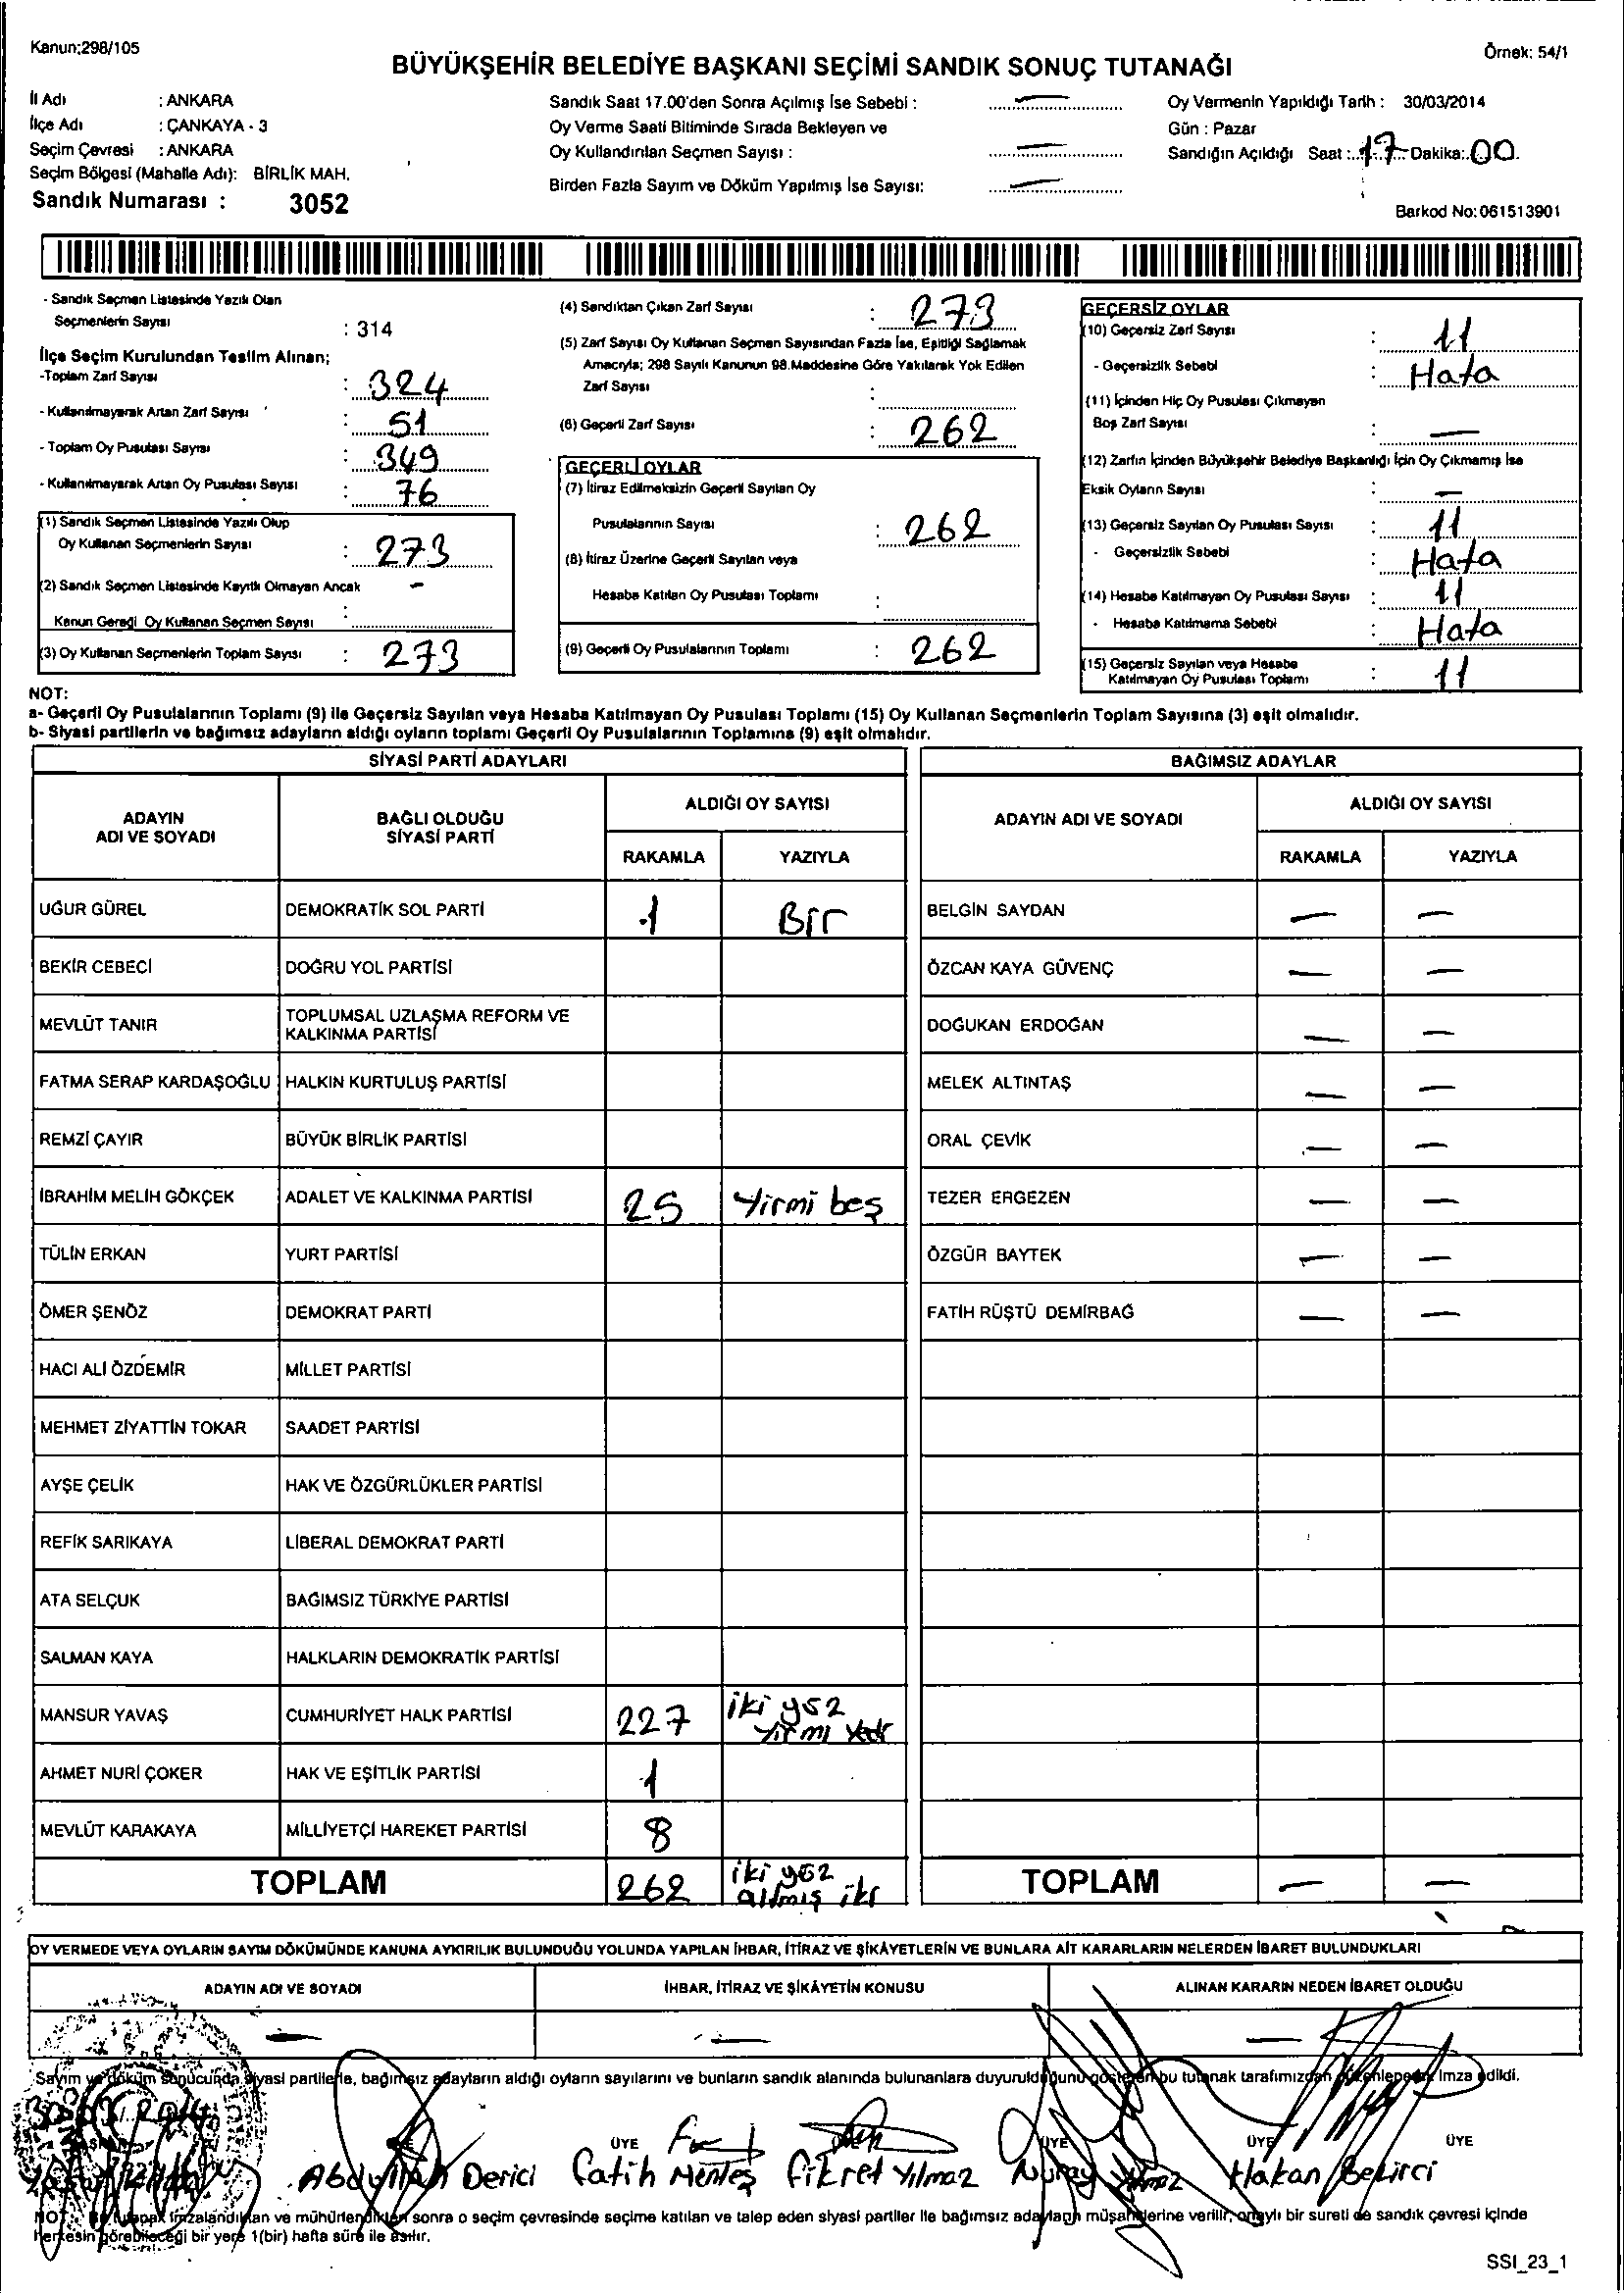 Kanun;298/105
Örnek: 54/1
BÜYÜKŞEHİR BELEDİYE BAŞKANI SEÇİMİ SANDIK SONUÇ TUTANAĞI
İl Adı : ANKARA
İlçe Adı : ÇANKAYA - 3
Seçim Çevresi : ANKARA
Seçim Bölgesi (Mahalle Adı): BİRLİK MAH.
Sandık Numarası : 3052
Sandık Saat 17.00'den Sonra Açılmış İse Sebebi : —
Oy Verme Saati Bitiminde Sırada Bekleyen ve
Oy Kullandırılan Seçmen Sayısı : —
Birden Fazla Sayım ve Döküm Yapılmış İse Sayısı: —
Oy Vermenin Yapıldığı Tarih : 30/03/2014
Gün : Pazar
Sandığın Açıldığı Saat : 17 Dakika: 00
Barkod No:061513901
- Sandık Seçmen Listesinde Yazılı Olan
Seçmenlerin Sayısı : 314
İlçe Seçim Kurulundan Teslim Alınan;
-Toplam Zarf Sayısı : 324
- Kullanılmayarak Artan Zarf Sayısı : 51
- Toplam Oy Pusulası Sayısı : 349
- Kullanılmayarak Artan Oy Pusulası Sayısı : 76
(1) Sandık Seçmen Listesinde Yazılı Olup
Oy Kullanan Seçmenlerin Sayısı : 273
(2) Sandık Seçmen Listesinde Kayıtlı Olmayan Ancak -
Kanun Gereği Oy Kullanan Seçmen Sayısı :
(3) Oy Kullanan Seçmenlerin Toplam Sayısı : 273
(4) Sandıktan Çıkan Zarf Sayısı : 273
(5) Zarf Sayısı Oy Kullanan Seçmen Sayısından Fazla İse, Eşitliği Sağlamak
Amacıyla; 298 Sayılı Kanunun 98.Maddesine Göre Yakılarak Yok Edilen
Zarf Sayısı :
(6) Geçerli Zarf Sayısı : 262
GEÇERLİ OYLAR
(7) İtiraz Edilmeksizin Geçerli Sayılan Oy
Pusulalarının Sayısı : 262
(8) İtiraz Üzerine Geçerli Sayılan veya
Hesaba Katılan Oy Pusulası Toplamı :
(9) Geçerli Oy Pusulalarının Toplamı : 262
GEÇERSİZ OYLAR
(10) Geçersiz Zarf Sayısı : 11
- Geçersizlik Sebebi : Hata
(11) İçinden Hiç Oy Pusulası Çıkmayan
Boş Zarf Sayısı : —
(12) Zarfın İçinden Büyükşehir Belediye Başkanlığı İçin Oy Çıkmamış İse
Eksik Oyların Sayısı : —
(13) Geçersiz Sayılan Oy Pusulası Sayısı : 11
- Geçersizlik Sebebi : Hata
(14) Hesaba Katılmayan Oy Pusulası Sayısı : 11
- Hesaba Katılmama Sebebi : Hata
(15) Geçersiz Sayılan veya Hesaba
Katılmayan Oy Pusulası Toplamı : 11
NOT:
a- Geçerli Oy Pusulalarının Toplamı (9) ile Geçersiz Sayılan veya Hesaba Katılmayan Oy Pusulası Toplamı (15) Oy Kullanan Seçmenlerin Toplam Sayısına (3) eşit olmalıdır.
b- Siyasi partilerin ve bağımsız adayların aldığı oyların toplamı Geçerli Oy Pusulalarının Toplamına (9) eşit olmalıdır.
SİYASİ PARTİ ADAYLARI
ADAYIN ADI VE SOYADI
BAĞLI OLDUĞU SİYASİ PARTİ
ALDIĞI OY SAYISI
RAKAMLA YAZIYLA
UĞUR GÜREL DEMOKRATİK SOL PARTİ 1 Bir
BEKİR CEBECİ DOĞRU YOL PARTİSİ
MEVLÜT TANIR TOPLUMSAL UZLAŞMA REFORM VE KALKINMA PARTİSİ
FATMA SERAP KARDAŞOĞLU HALKIN KURTULUŞ PARTİSİ
REMZİ ÇAYIR BÜYÜK BİRLİK PARTİSİ
İBRAHİM MELİH GÖKÇEK ADALET VE KALKINMA PARTİSİ 25 Yirmi beş
TÜLİN ERKAN YURT PARTİSİ
ÖMER ŞENÖZ DEMOKRAT PARTİ
HACI ALİ ÖZDEMİR MİLLET PARTİSİ
MEHMET ZİYATTİN TOKAR SAADET PARTİSİ
AYŞE ÇELİK HAK VE ÖZGÜRLÜKLER PARTİSİ
REFİK SARIKAYA LİBERAL DEMOKRAT PARTİ
ATA SELÇUK BAĞIMSIZ TÜRKİYE PARTİSİ
SALMAN KAYA HALKLARIN DEMOKRATİK PARTİSİ
MANSUR YAVAŞ CUMHURİYET HALK PARTİSİ 227 iki yüz yirmi
AHMET NURİ ÇOKER HAK VE EŞİTLİK PARTİSİ 1
MEVLÜT KARAKAYA MİLLİYETÇİ HAREKET PARTİSİ 8
TOPLAM 262 iki yüz altmış iki
BAĞIMSIZ ADAYLAR
ADAYIN ADI VE SOYADI
ALDIĞI OY SAYISI
RAKAMLA YAZIYLA
BELGİN SAYDAN — —
ÖZCAN KAYA GÜVENÇ — —
DOĞUKAN ERDOĞAN — —
MELEK ALTINTAŞ — —
ORAL ÇEVİK — —
TEZER ERGEZEN — —
ÖZGÜR BAYTEK — —
FATİH RÜŞTÜ DEMİRBAĞ — —
TOPLAM — —
OY VERMEDE VEYA OYLARIN SAYIM DÖKÜMÜNDE KANUNA AYKIRILIK BULUNDUĞU YOLUNDA YAPILAN İHBAR, İTİRAZ VE ŞİKÂYETLERİN VE BUNLARA AİT KARARLARIN NELERDEN İBARET BULUNDUKLARI
ADAYIN ADI VE SOYADI İHBAR, İTİRAZ VE ŞİKÂYETİN KONUSU ALINAN KARARIN NEDEN İBARET OLDUĞU
— — —
Sayım ve döküm sonucunda siyasi partilerle, bağımsız adayların aldığı oyların sayılarını ve bunların sandık alanında bulunanlara duyurulduğunu gösteren bu tutanak tarafımızdan düzenlenerek imza edildi.
ÜYE ÜYE ÜYE ÜYE
Abdullah Derici Fatih Menteş Fikret Yılmaz Nuray Yılmaz Hakan
NOT: Bu tutanak imzalandıktan ve mühürlendikten sonra o seçim çevresinde seçime katılan ve talep eden siyasi partiler ile bağımsız adayların müşahitlerine verilir, onaylı bir sureti de sandık çevresi içinde
herkesin görebileceği bir yere 1(bir) hafta süre ile asılır.
SSI_23_1